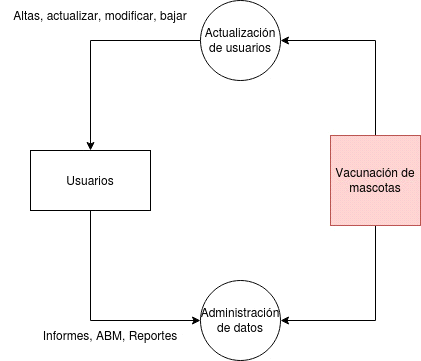 Altas, actualizar, modificar, bajar
Actualización
de usuarios
Usuarios
Vacunación de
mascotas
Administración
de datos
Informes, ABM, Reportes